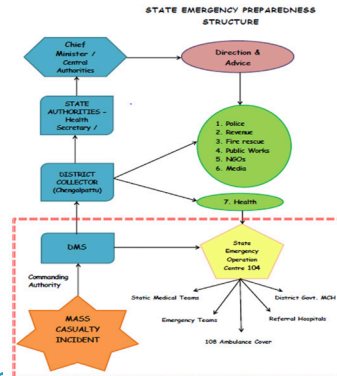 STATE EMERGENCY PREPAREDNESS
STRUCTURE
Chief
Minister /
Central
Authorities
Direction &
Advice
STATE
AUTHORITIES -
Health
Secretary /
1. Police
2. Revenue
3. Fire rescue
4. Public Works
5. NGOs
6. Media
DISTRICT
COLLECTOR
(Chengalpattu)
7. Health
DMS
State
Emergency
Operation
Centre 104
Commanding
Authority
MASS
CASUALTY
INCIDENT
Static Medical Teams
District Govt. MCH
Emergency Teams
Referral Hospitals
108 Ambulance Cover